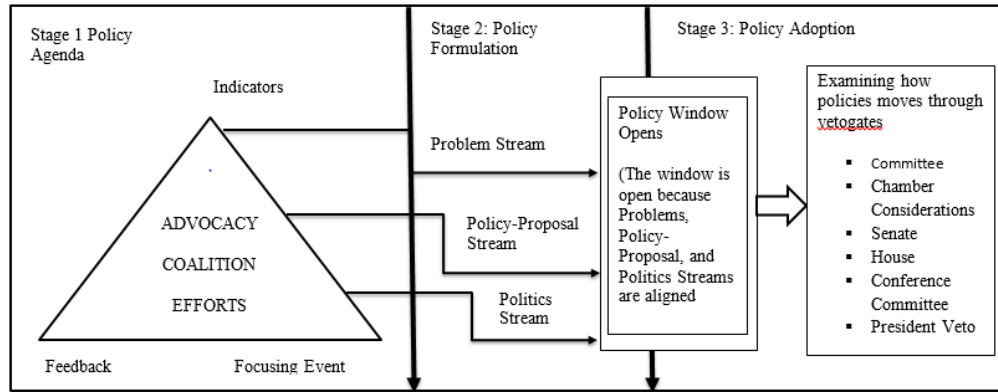 Stage 1 Policy
Agenda
Indicators
ADVOCACY
COALITION
EFFORTS
Feedback
Focusing Event
Stage 2: Policy
Formulation
Problem Stream
Policy-Proposal
Stream
Politics
Stream
Stage 3: Policy Adoption
Policy Window
Opens
(The window is
open because
Problems,
Policy-
Proposal, and
Politics Streams
are aligned
Examining how
policies moves through
vetogates
▪ Committee
▪ Chamber
Considerations
▪ Senate
▪ House
▪ Conference
Committee
▪ President Veto